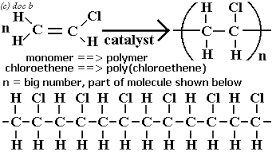 (c) doc b
H Cl H Cl
n C = C catalyst C C
H H H H n
monomer ==> polymer
chloroethene ==> poly(chloroethene)
n = big number, part of molecule shown below
H Cl H Cl H Cl H Cl H Cl H Cl
–C–C–C–C–C–C–C–C–C–C–C–C–
H H H H H H H H H H H H